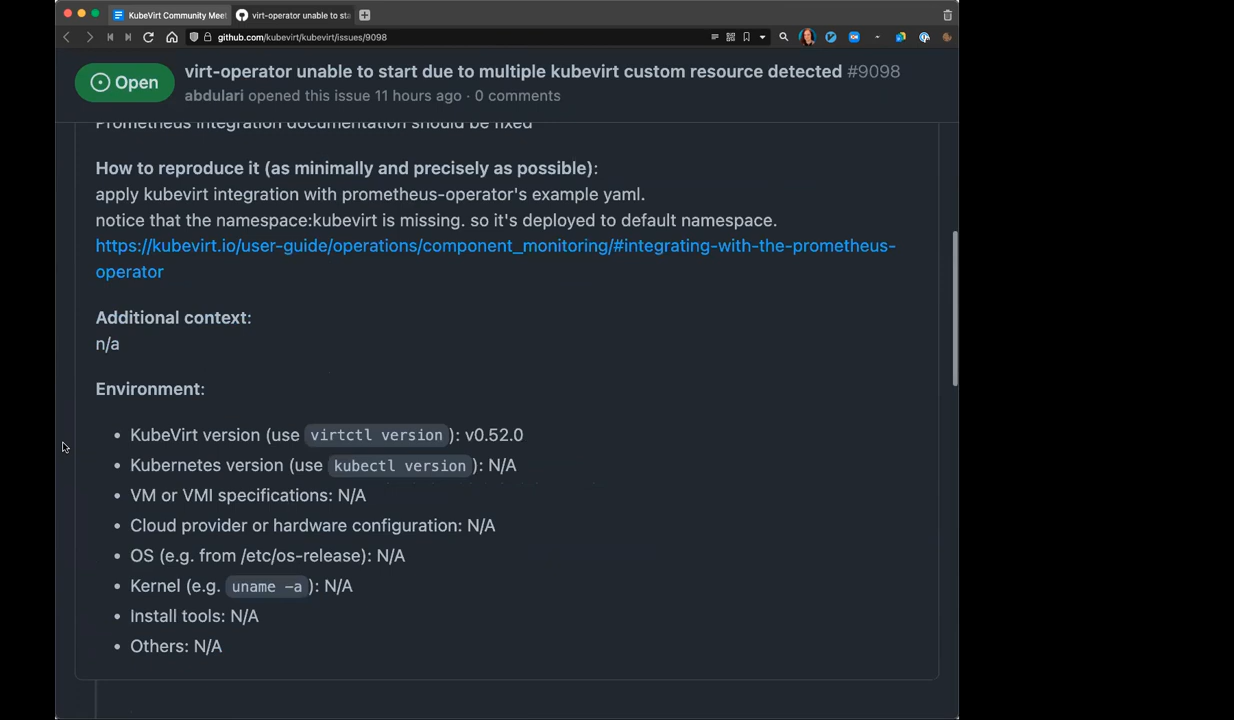 KubeVirt Community Meet
virt-operator unable to sta
github.com/kubevirt/kubevirt/issues/9098
Open
virt-operator unable to start due to multiple kubevirt custom resource detected #9098
abdulari opened this issue 11 hours ago · 0 comments
Prometheus integration documentation should be fixed
How to reproduce it (as minimally and precisely as possible):
apply kubevirt integration with prometheus-operator's example yaml.
notice that the namespace:kubevirt is missing. so it's deployed to default namespace.
https://kubevirt.io/user-guide/operations/component_monitoring/#integrating-with-the-prometheus-
operator
Additional context:
n/a
Environment:
• KubeVirt version (use virtctl version): v0.52.0
• Kubernetes version (use kubectl version): N/A
• VM or VMI specifications: N/A
• Cloud provider or hardware configuration: N/A
• OS (e.g. from /etc/os-release): N/A
• Kernel (e.g. uname -a): N/A
• Install tools: N/A
• Others: N/A